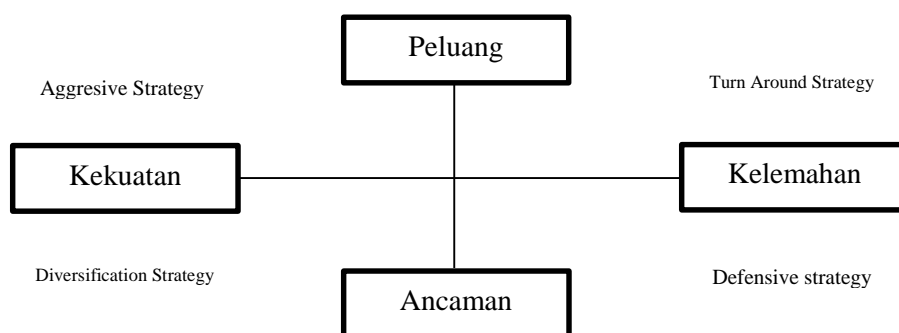 Peluang
Aggresive Strategy
Turn Around Strategy
Kekuatan
Kelemahan
Diversification Strategy
Defensive strategy
Ancaman